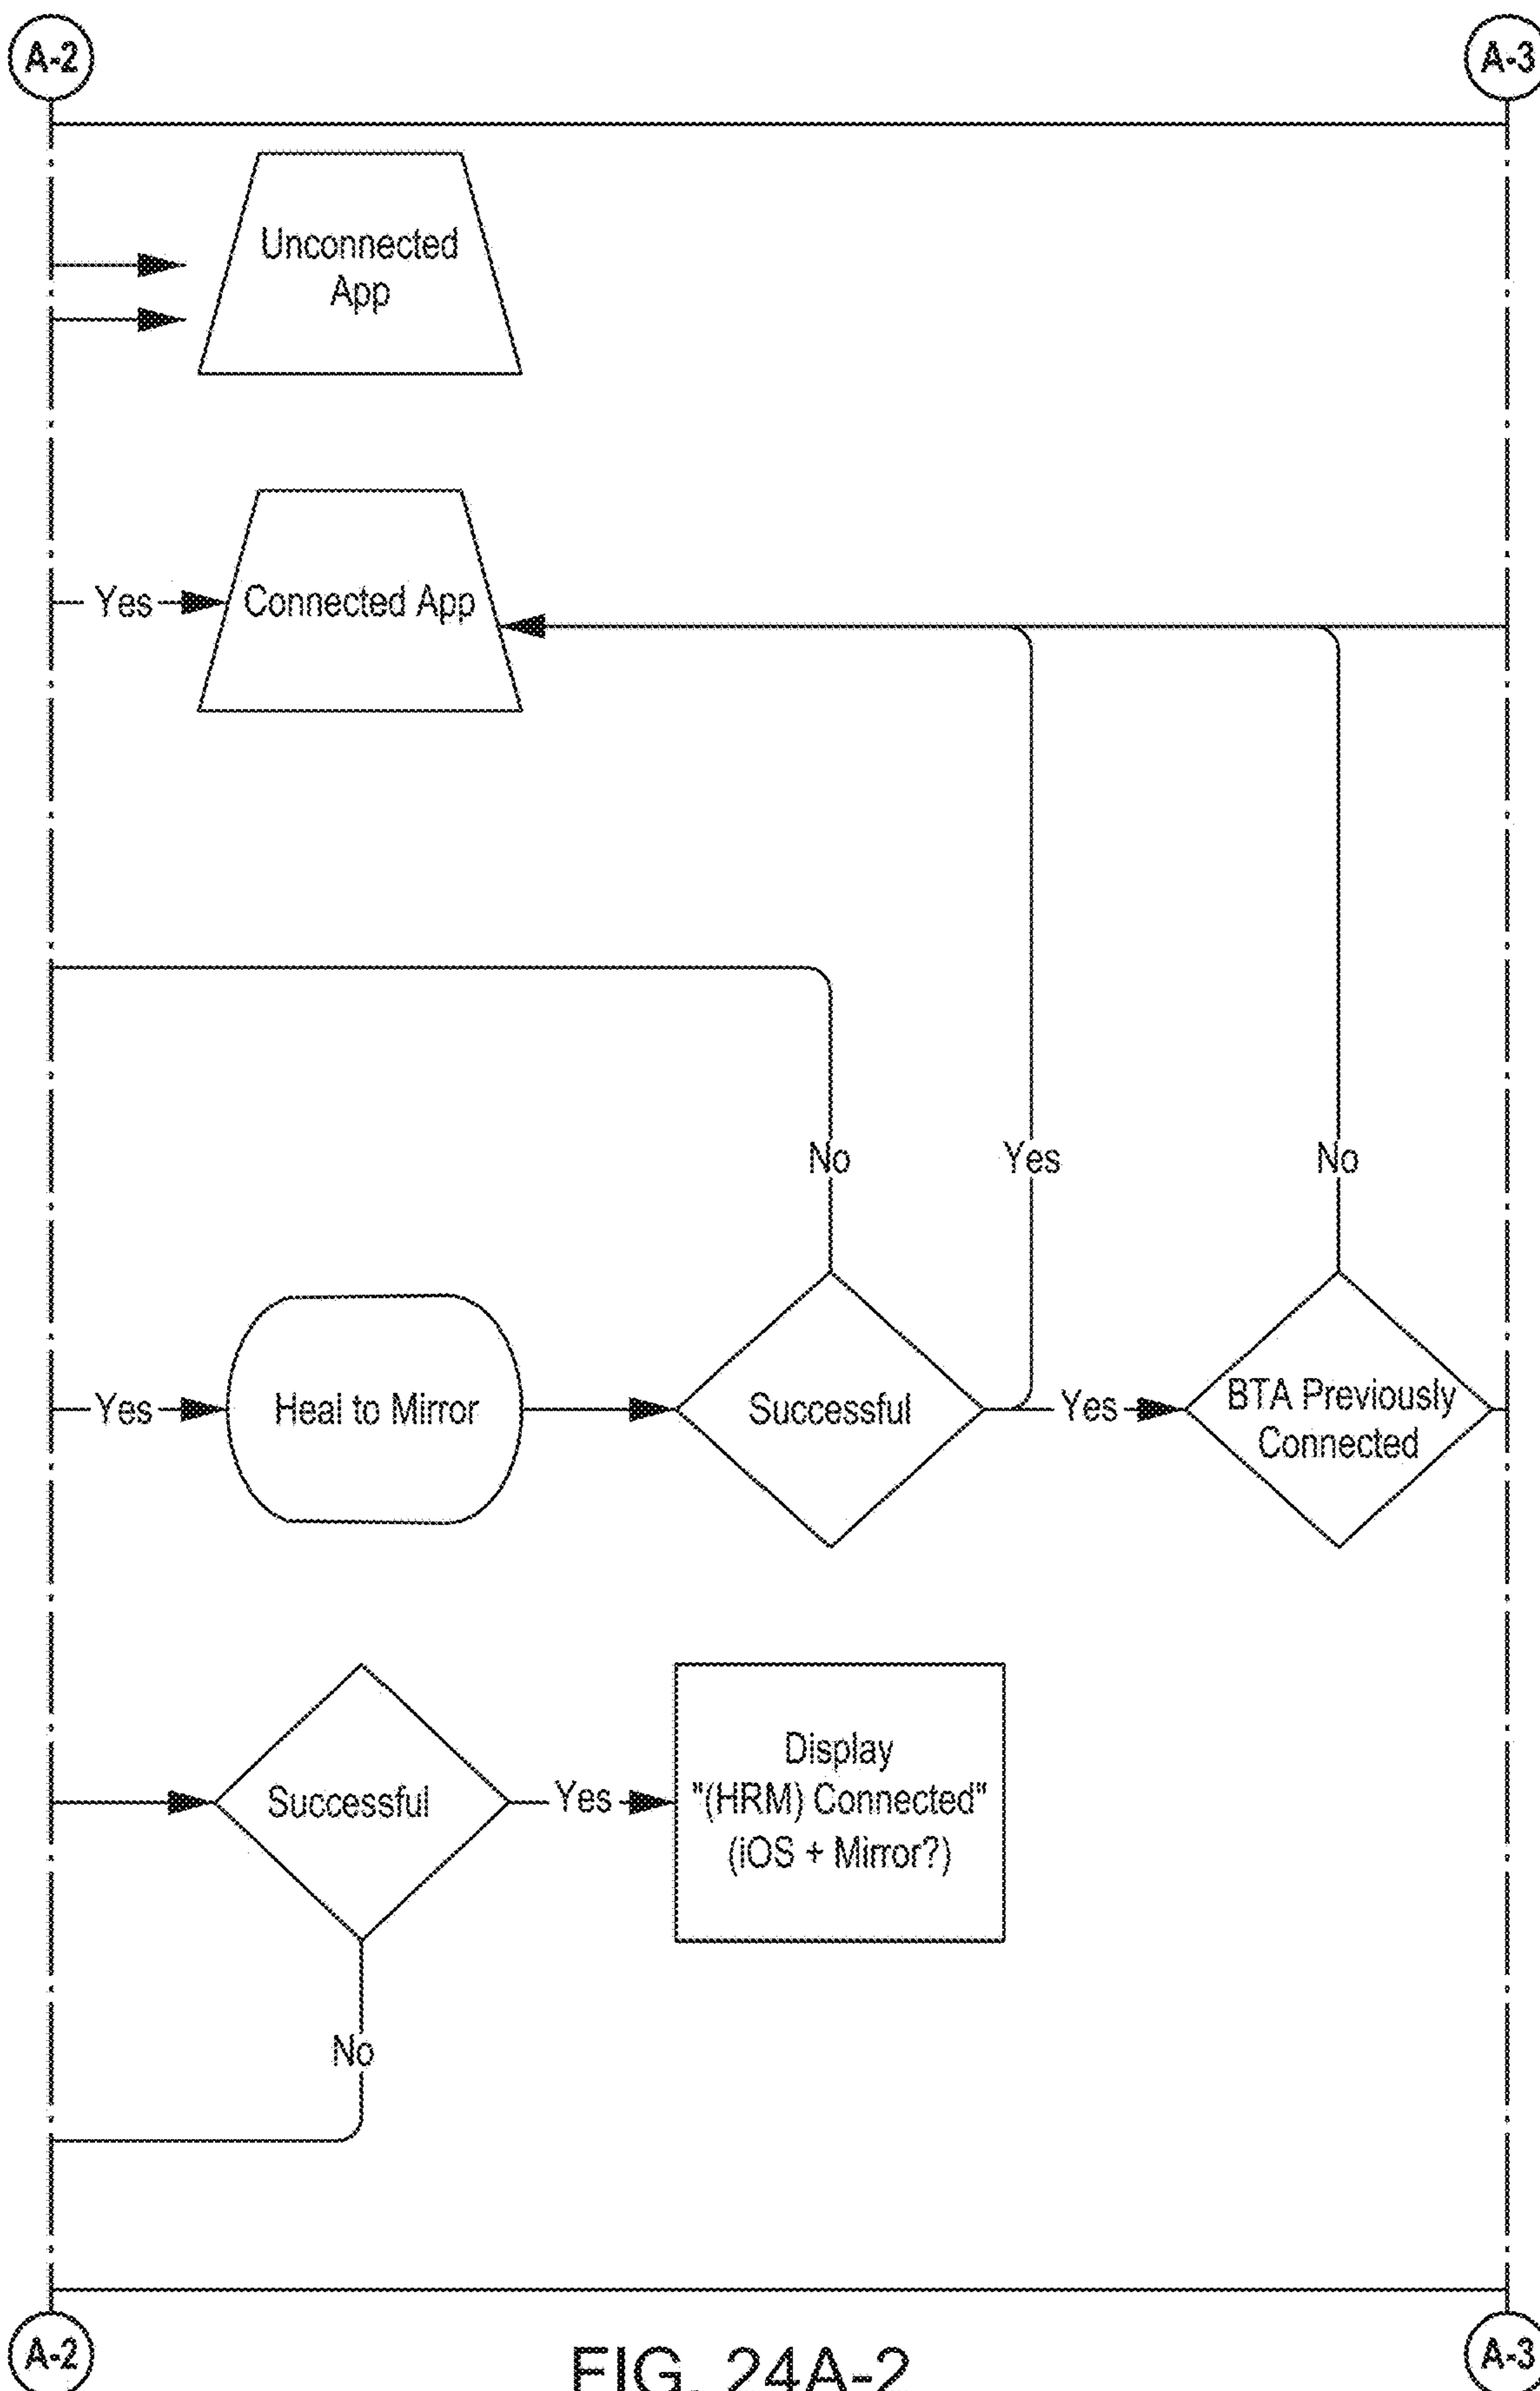 A-2
A-3
Unconnected
App
Yes
Connected App
No
Yes
No
Yes
Heal to Mirror
Successful
Yes
BTA Previously
Connected
Successful
Yes
Display
"(HRM) Connected"
(iOS + Mirror?)
No
A-2
FIG. 24A-2
A-3